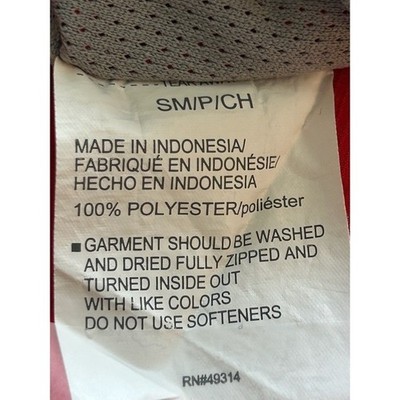 SM/P/CH
MADE IN INDONESIA/
FABRIQUÉ EN INDONÉSIE/
HECHO EN INDONESIA
100% POLYESTER/poliéster
■ GARMENT SHOULD BE WASHED
AND DRIED FULLY ZIPPED AND
TURNED INSIDE OUT
WITH LIKE COLORS
DO NOT USE SOFTENERS
RN#49314